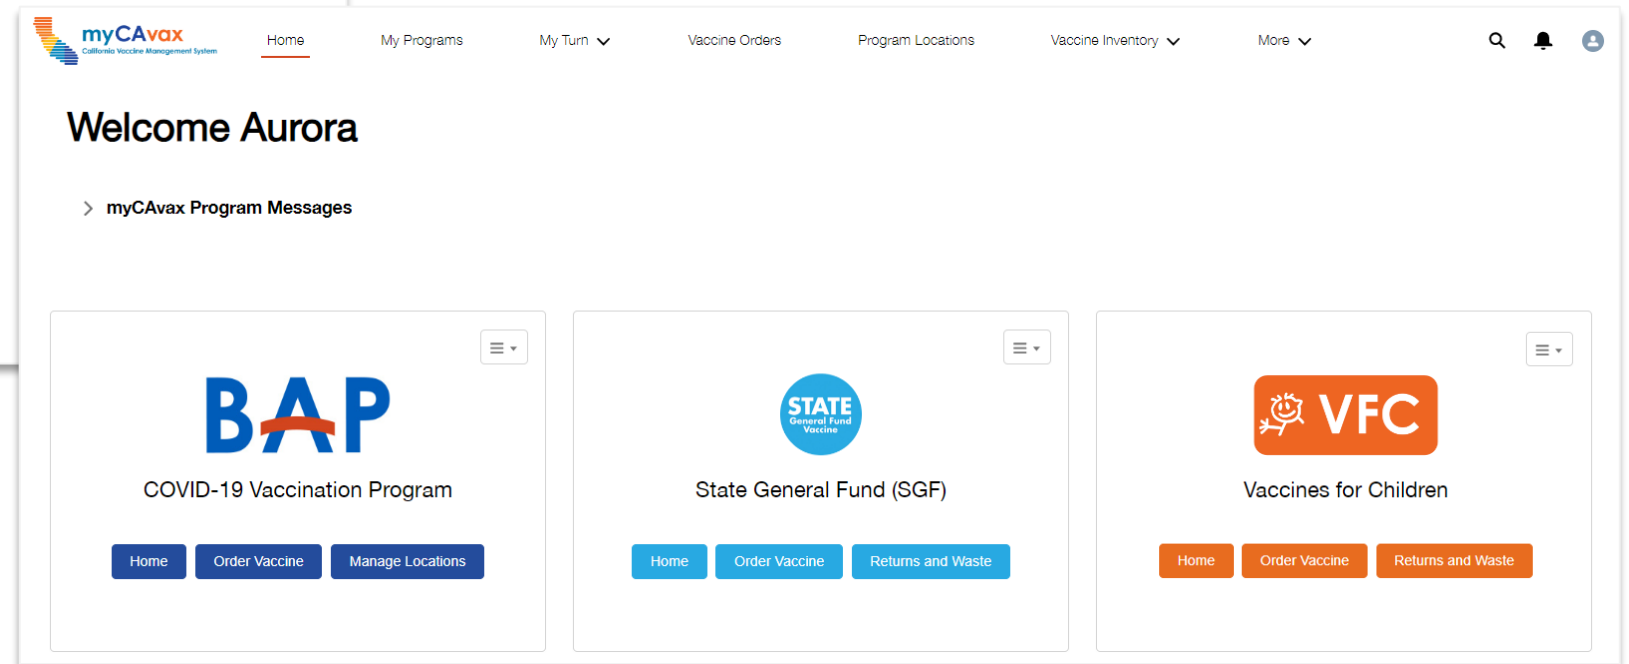 myCAvax
California Vaccine Management System
Home My Programs My Turn Vaccine Orders Program Locations Vaccine Inventory More
Welcome Aurora
myCAvax Program Messages
BAP
COVID-19 Vaccination Program
Home Order Vaccine Manage Locations
STATE
General Fund
Vaccine
State General Fund (SGF)
Home Order Vaccine Returns and Waste
VFC
Vaccines for Children
Home Order Vaccine Returns and Waste